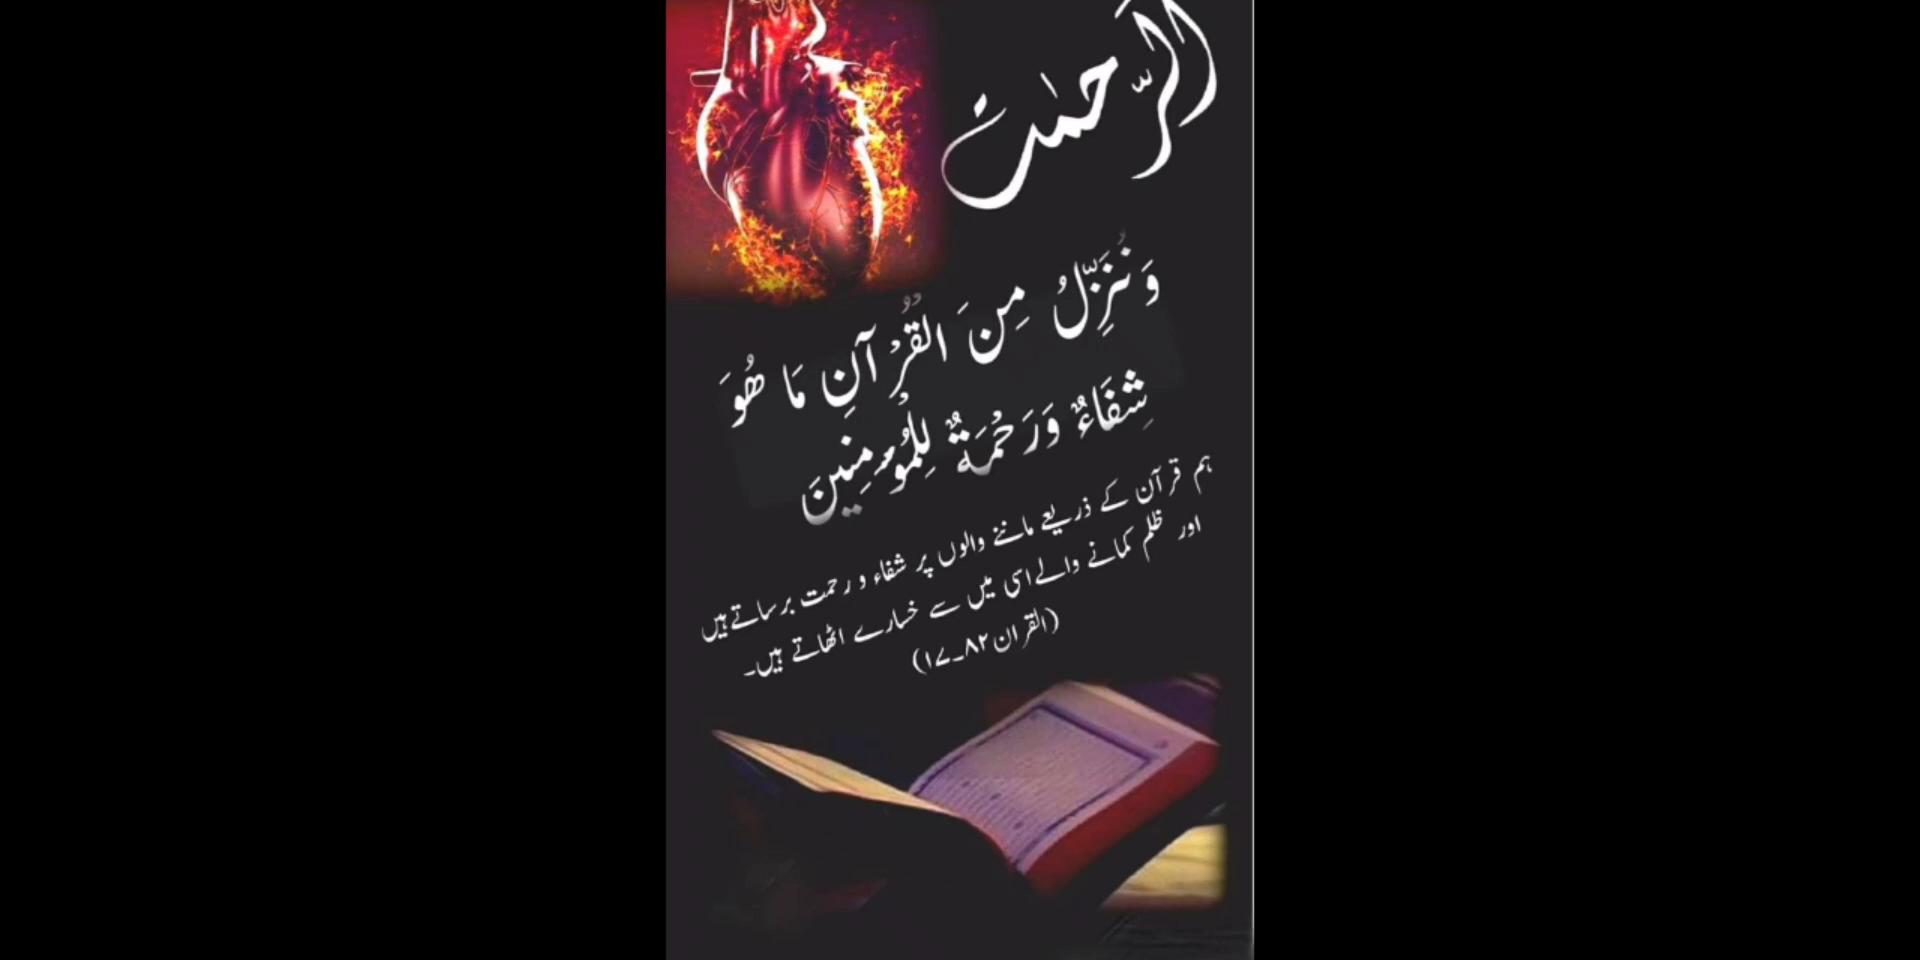 الرحمٰن
وَنُنَزِّلُ مِنَ الْقُرْآنِ مَا هُوَ
شِفَاءٌ وَرَحْمَةٌ لِلْمُؤْمِنِينَ
ہم قرآن کے ذریعے ماننے والوں پر شفاء و رحمت برساتے ہیں
اور ظلم کمانے والے اسی میں سے خسارے اٹھاتے ہیں۔
(القران ۸۲۔۱۷)